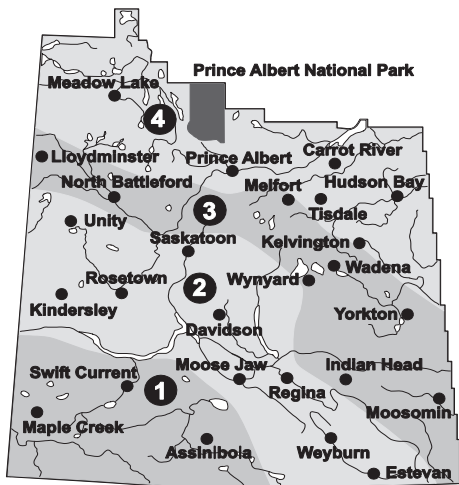 Prince Albert National Park
Meadow Lake
4
Lloydminster
Prince Albert
Carrot River
North Battleford
Melfort
Hudson Bay
3
Tisdale
Unity
Saskatoon
Kelvington
Wadena
Rosetown
2
Wynyard
Kindersley
Davidson
Yorkton
Swift Current
Moose Jaw
Indian Head
1
Regina
Moosomin
Maple Creek
Assiniboia
Weyburn
Estevan